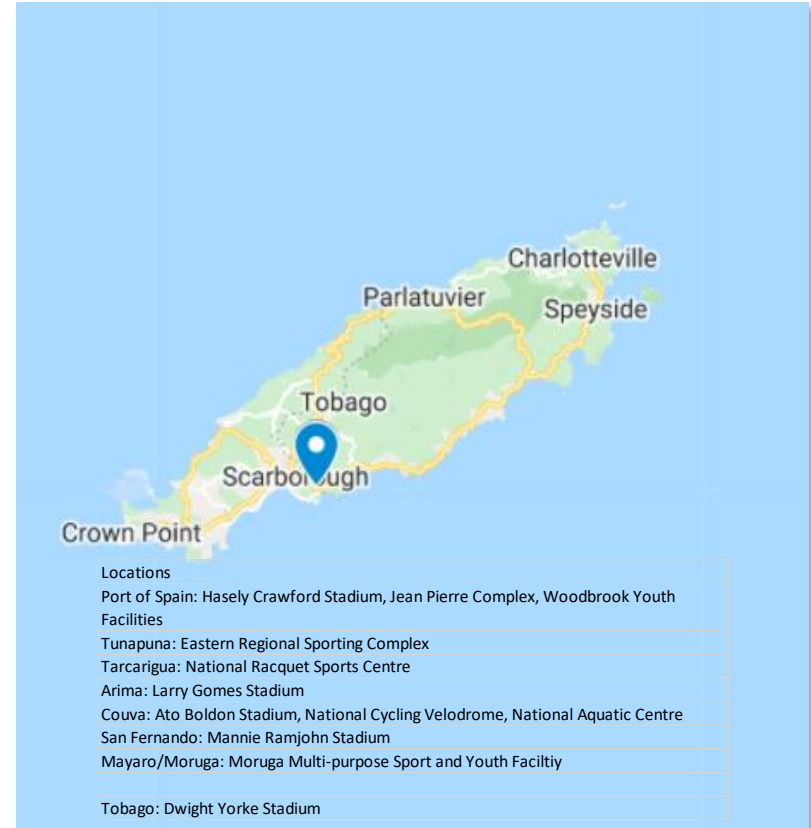 Charlotteville
Parlatuvier
Speyside
Tobago
Scarborough
Crown Point
Locations
Port of Spain: Hasely Crawford Stadium, Jean Pierre Complex, Woodbrook Youth
Facilities
Tunapuna: Eastern Regional Sporting Complex
Tarcarigua: National Racquet Sports Centre
Arima: Larry Gomes Stadium
Couva: Ato Boldon Stadium, National Cycling Velodrome, National Aquatic Centre
San Fernando: Mannie Ramjohn Stadium
Mayaro/Moruga: Moruga Multi-purpose Sport and Youth Faciltiy
Tobago: Dwight Yorke Stadium